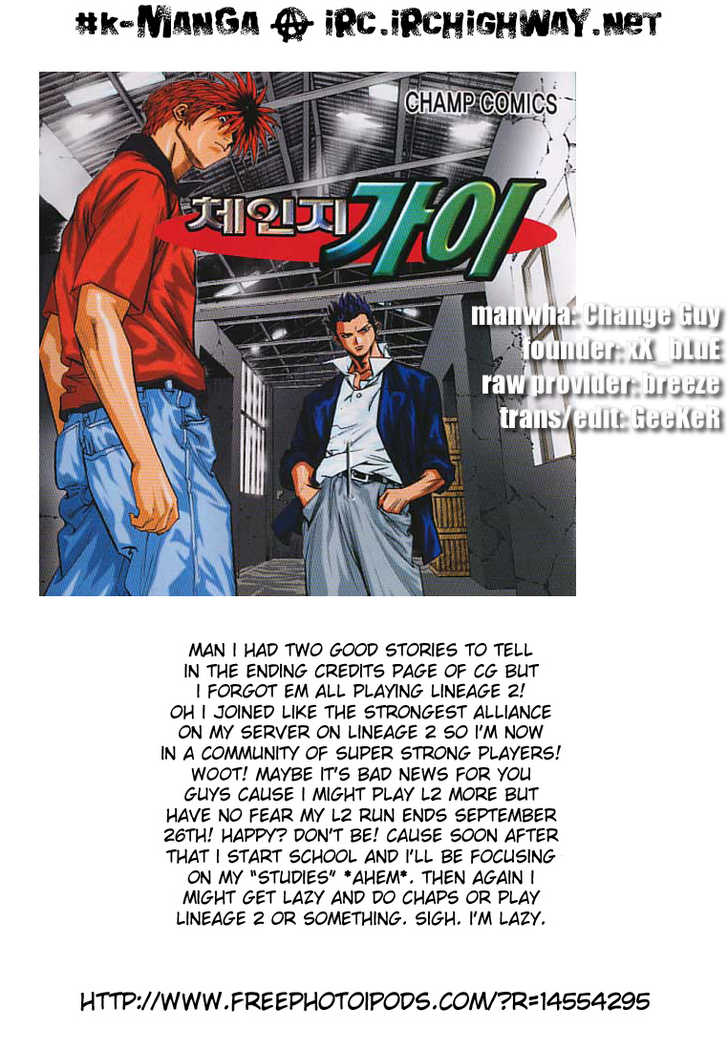 #k-MANGA @ iRC.iRCHiGHWAY.NET
CHAMP COMICS
체인지 가이
manwha: Change Guy
founder: xX_bLuE
raw provider: breeze
trans/edit: GeeKeR
MAN I HAD TWO GOOD STORIES TO TELL
IN THE ENDING CREDITS PAGE OF CG BUT
I FORGOT EM ALL PLAYING LINEAGE 2!
OH I JOINED LIKE THE STRONGEST ALLIANCE
ON MY SERVER ON LINEAGE 2 SO I'M NOW
IN A COMMUNITY OF SUPER STRONG PLAYERS!
WOOT! MAYBE IT'S BAD NEWS FOR YOU
GUYS CAUSE I MIGHT PLAY L2 MORE BUT
HAVE NO FEAR MY L2 RUN ENDS SEPTEMBER
26TH! HAPPY? DON'T BE! CAUSE SOON AFTER
THAT I START SCHOOL AND I'LL BE FOCUSING
ON MY "STUDIES" *AHEM*. THEN AGAIN I
MIGHT GET LAZY AND DO CHAPS OR PLAY
LINEAGE 2 OR SOMETHING. SIGH. I'M LAZY.
HTTP://WWW.FREEPHOTOIPODS.COM/?R=14554295